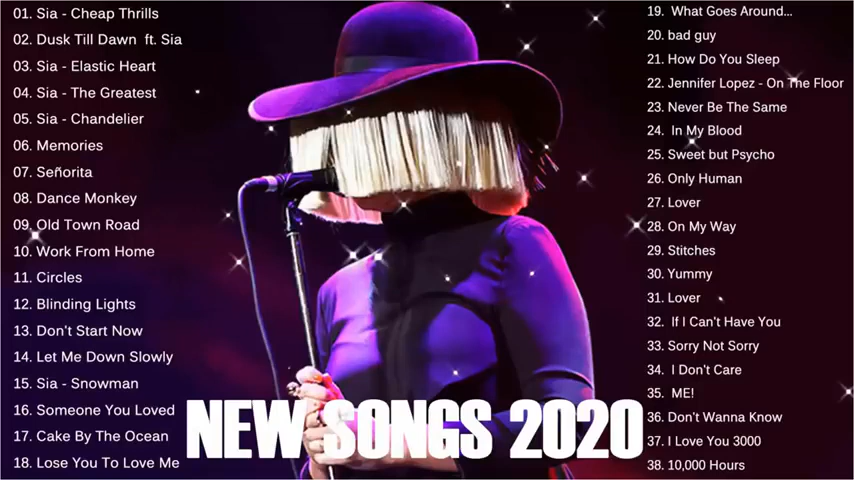 01. Sia - Cheap Thrills
02. Dusk Till Dawn ft. Sia
03. Sia - Elastic Heart
04. Sia - The Greatest
05. Sia - Chandelier
06. Memories
07. Señorita
08. Dance Monkey
09. Old Town Road
10. Work From Home
11. Circles
12. Blinding Lights
13. Don't Start Now
14. Let Me Down Slowly
15. Sia - Snowman
16. Someone You Loved
17. Cake By The Ocean
18. Lose You To Love Me
NEW SONGS 2020
19. What Goes Around...
20. bad guy
21. How Do You Sleep
22. Jennifer Lopez - On The Floor
23. Never Be The Same
24. In My Blood
25. Sweet but Psycho
26. Only Human
27. Lover
28. On My Way
29. Stitches
30. Yummy
31. Lover
32. If I Can't Have You
33. Sorry Not Sorry
34. I Don't Care
35. ME!
36. Don't Wanna Know
37. I Love You 3000
38. 10,000 Hours